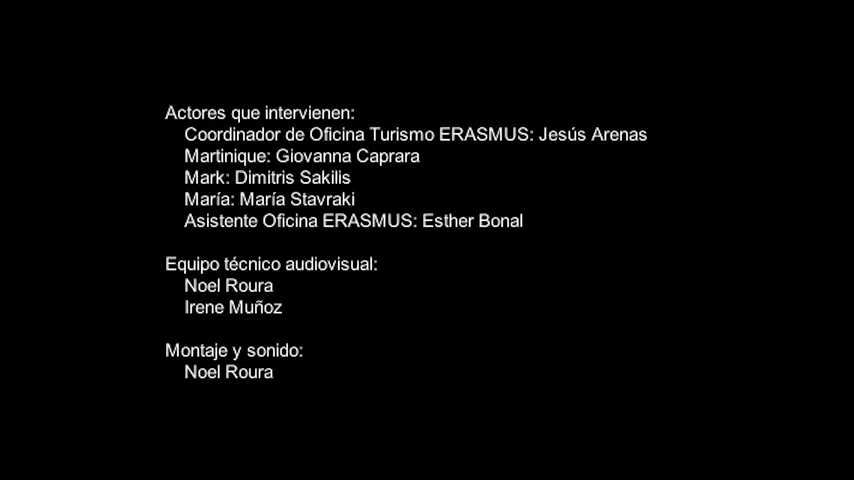 Actores que intervienen:
Coordinador de Oficina Turismo ERASMUS: Jesús Arenas
Martinique: Giovanna Caprara
Mark: Dimitris Sakilis
María: María Stavraki
Asistente Oficina ERASMUS: Esther Bonal
Equipo técnico audiovisual:
Noel Roura
Irene Muñoz
Montaje y sonido:
Noel Roura